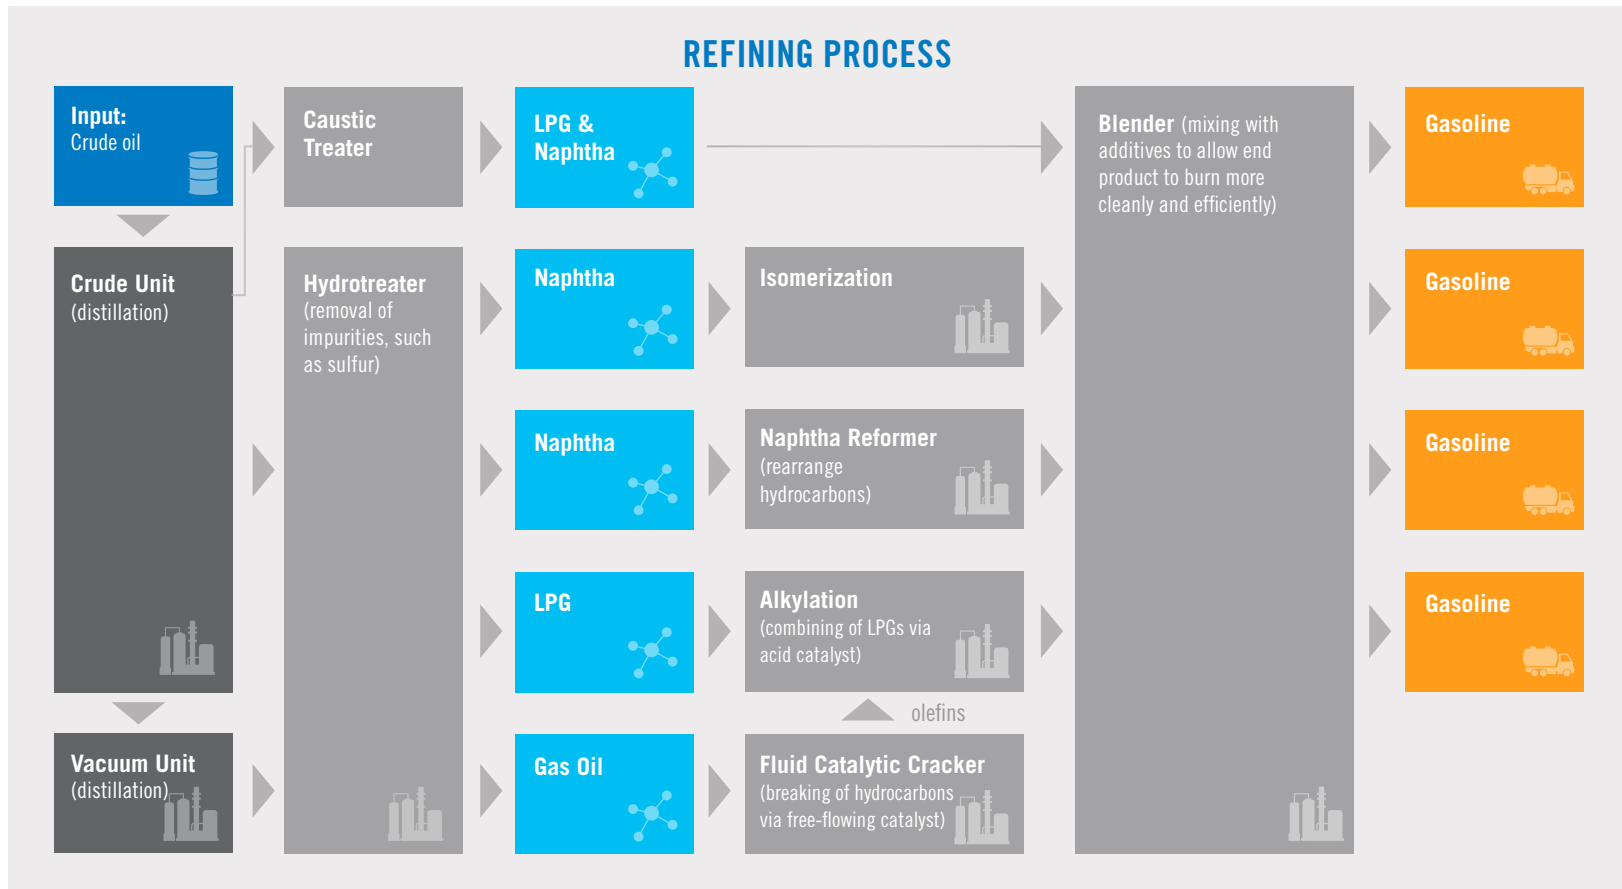 REFINING PROCESS
Input:
Crude oil
Caustic
Treater
LPG &
Naphtha
Blender (mixing with
additives to allow end
product to burn more
cleanly and efficiently)
Gasoline
Crude Unit
(distillation)
Hydrotreater
(removal of
impurities, such
as sulfur)
Naphtha
Isomerization
Gasoline
Naphtha
Naphtha Reformer
(rearrange
hydrocarbons)
Gasoline
LPG
Alkylation
(combining of LPGs via
acid catalyst)
Gasoline
olefins
Vacuum Unit
(distillation)
Gas Oil
Fluid Catalytic Cracker
(breaking of hydrocarbons
via free-flowing catalyst)